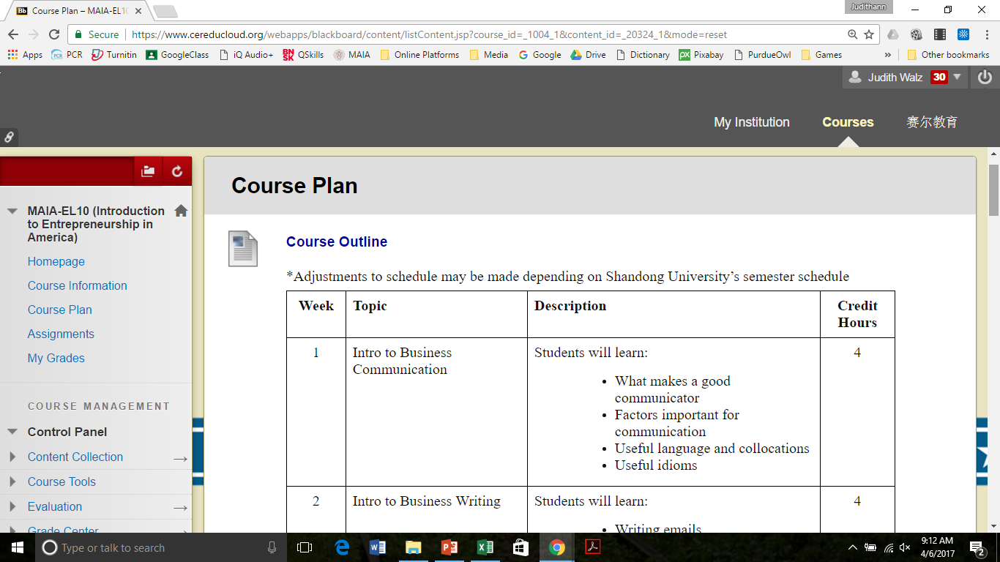 Judithann
Bb Course Plan – MAIA-EL10
Secure https://www.cereducloud.org/webapps/blackboard/content/listContent.jsp?course_id=_1004_1&content_id=_20324_1&mode=reset
Apps PCR PCR Turnitin GoogleClass iQ Audio+ BN SK QSkills MAIA Online Platforms Media G Google Drive Dictionary px Pixabay PurdueOwl Games » Other bookmarks
Judith Walz 30
My Institution Courses 赛尔教育
Course Plan
MAIA-EL10 (Introduction
to Entrepreneurship in
America)
Homepage
Course Information
Course Plan
Assignments
My Grades
COURSE MANAGEMENT
Control Panel
Content Collection
Course Tools
Evaluation
Grade Center
Course Outline
*Adjustments to schedule may be made depending on Shandong University’s semester schedule
Week Topic Description Credit
Hours
1 Intro to Business
Communication
Students will learn:
• What makes a good
communicator
• Factors important for
communication
• Useful language and collocations
• Useful idioms
4
2 Intro to Business Writing Students will learn: 4
• Writing emails
Type or talk to search
9:12 AM
4/6/2017
2